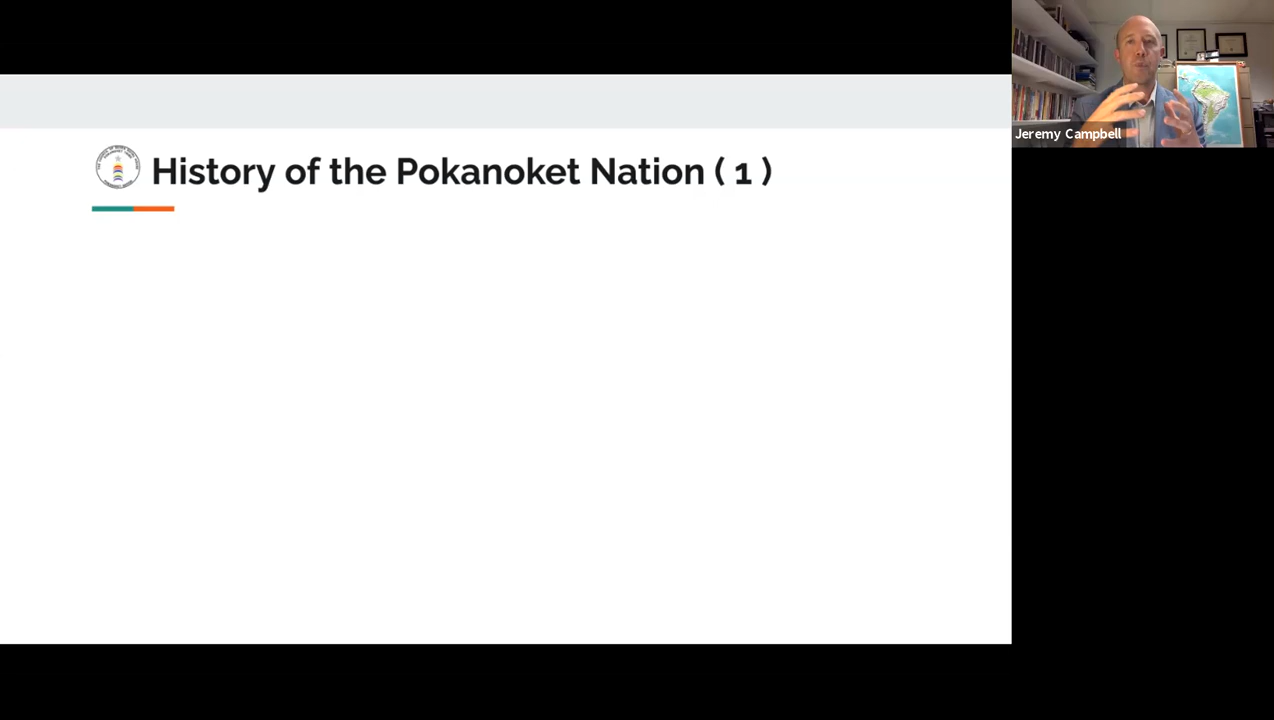 History of the Pokanoket Nation ( 1 )
Jeremy Campbell